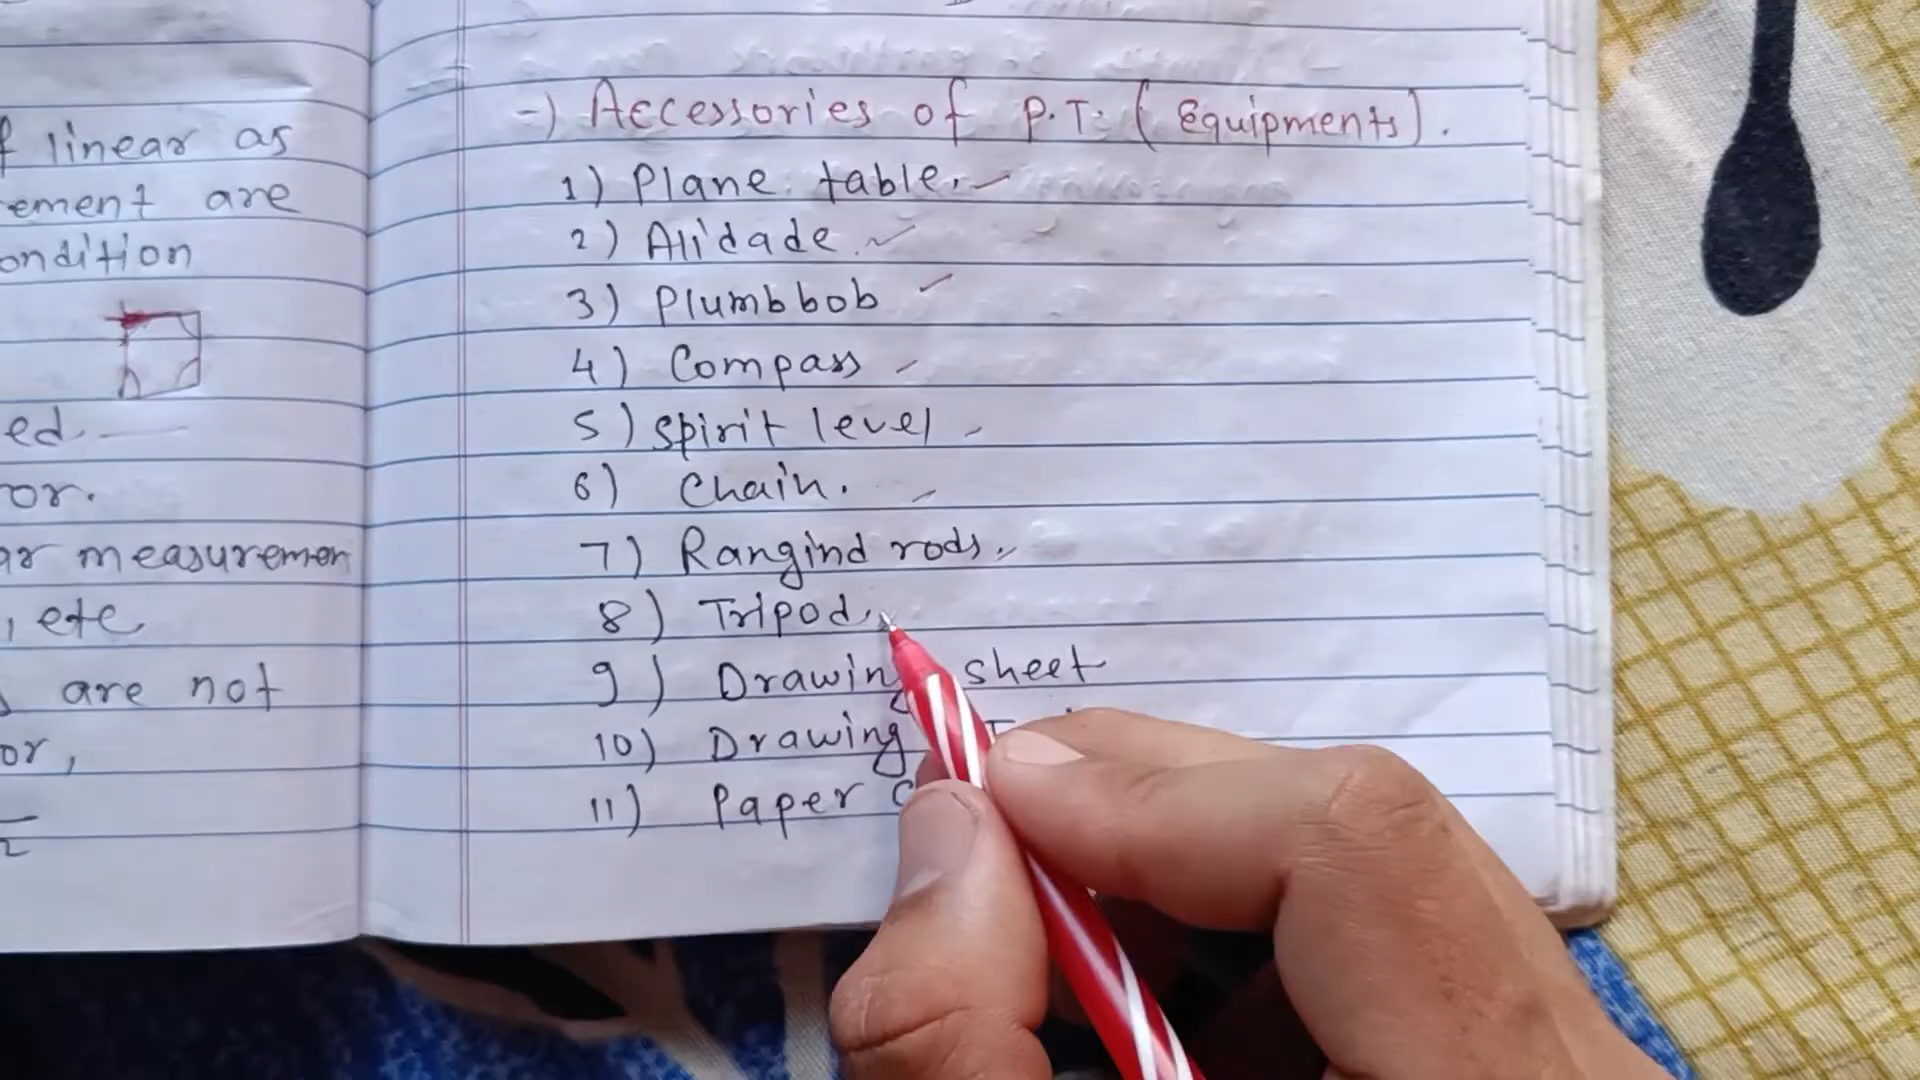 f linear as
ement are
ondition
ed
or.
ar measuremen
, etc
s are not
or,
2
-) Accessories of P.T. ( Equipments ).
1) Plane table.
2) Alidade.
3) Plumbbob
4) Compass
5) Spirit level
6) Chain.
7) Rangind rods.
8) Tripod.
9) Drawing sheet
10) Drawing
11) Paper